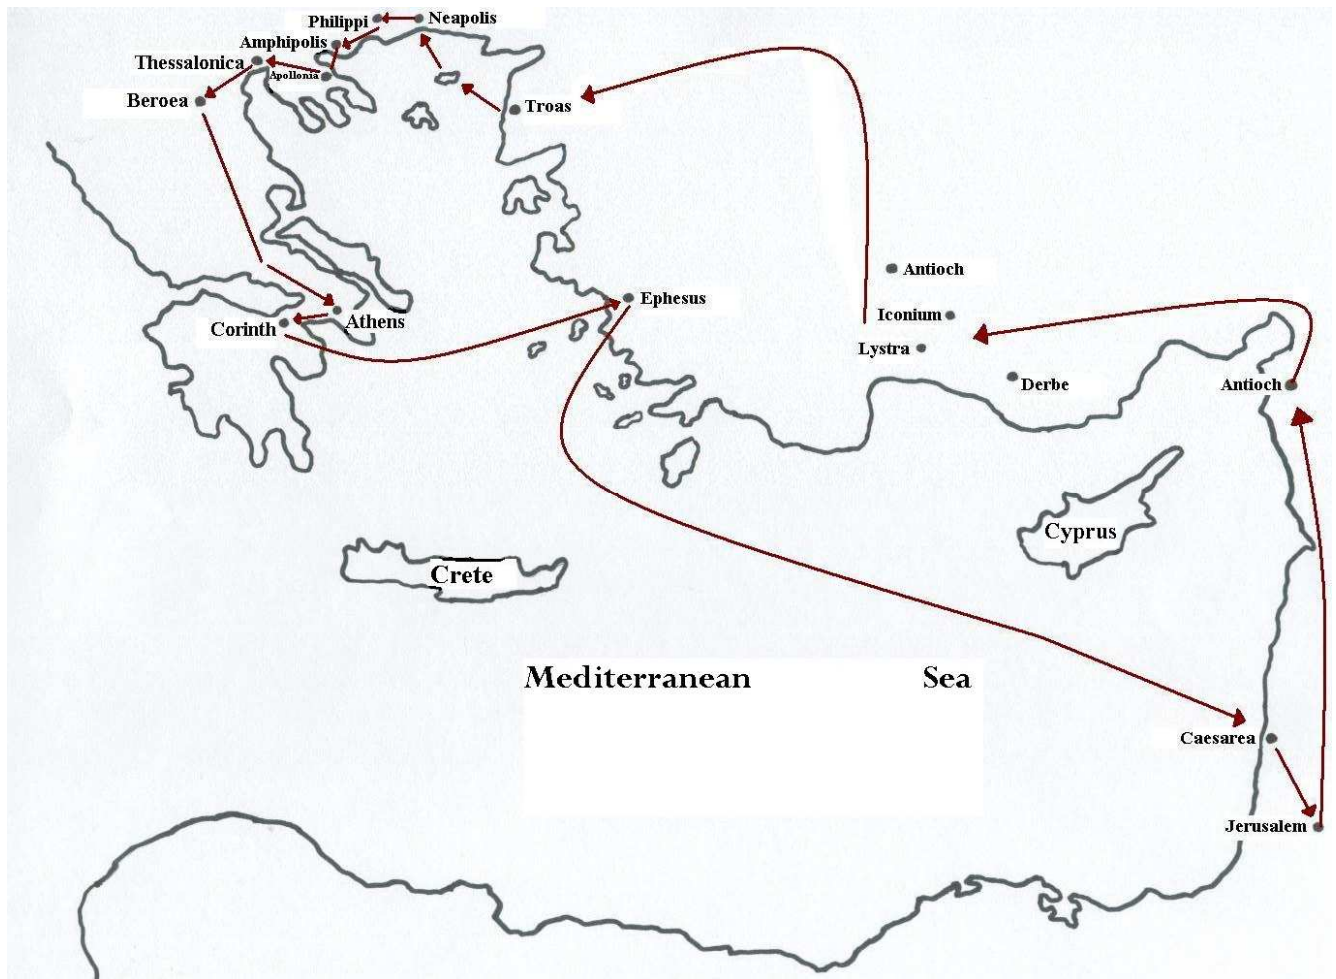 Philippi
Neapolis
Amphipolis
Thessalonica
Apollonia
Beroea
Troas
Antioch
Ephesus
Iconium
Corinth
Athens
Lystra
Derbe
Antioch
Cyprus
Crete
Mediterranean Sea
Caesarea
Jerusalem